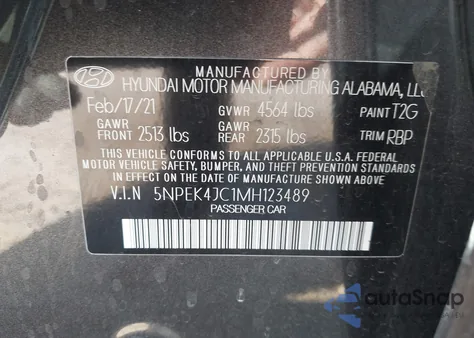 MANUFACTURED BY
HYUNDAI MOTOR MANUFACTURING ALABAMA, LLC
Feb/17/21 GVWR 4564 lbs PAINT T2G
GAWR FRONT 2513 lbs GAWR REAR 2315 lbs TRIM RBP
THIS VEHICLE CONFORMS TO ALL APPLICABLE U.S.A. FEDERAL
MOTOR VEHICLE SAFETY, BUMPER, AND THEFT PREVENTION STANDARDS
IN EFFECT ON THE DATE OF MANUFACTURE SHOWN ABOVE.
V.I.N 5NPEK4JC1MH123489
PASSENGER CAR
autoSnap